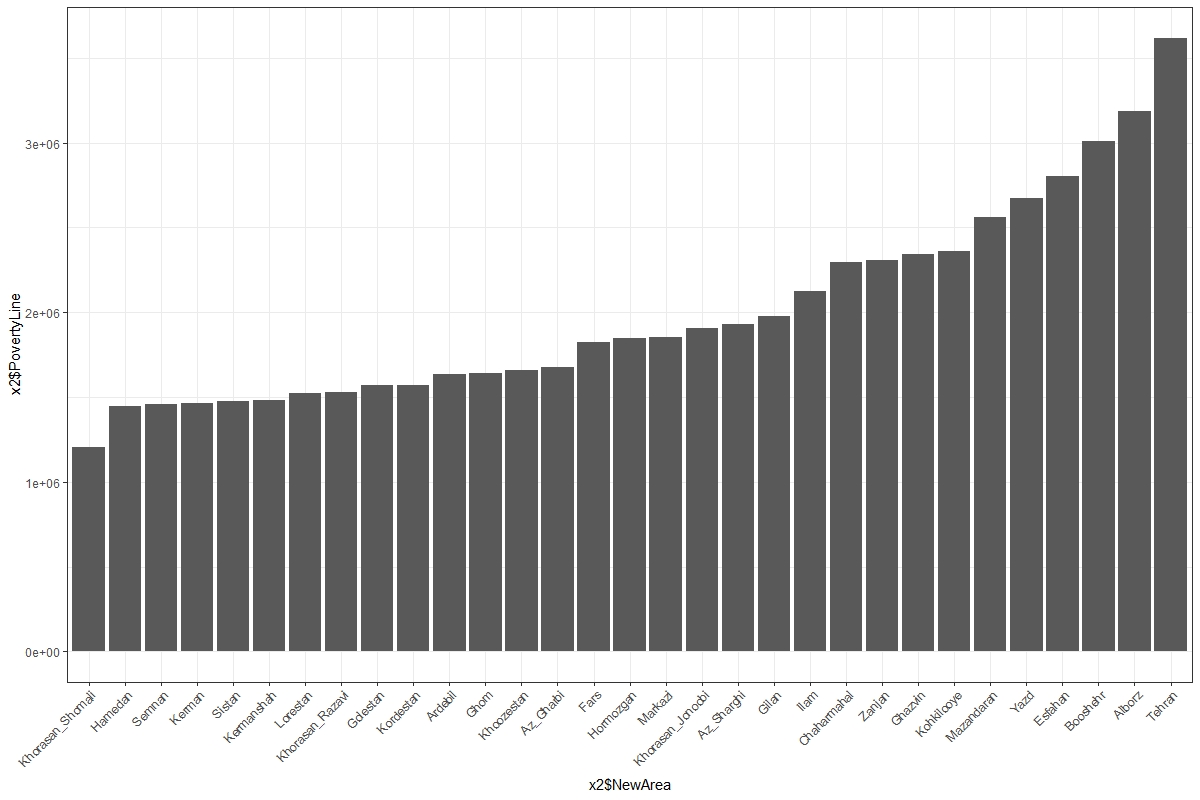 x2$PovertyLine
3e+06
2e+06
1e+06
0e+00
Khorasan_Shomali
Hamedan
Semnan
Kerman
Sistan
Kermanshah
Lorestan
Khorasan_Razavi
Golestan
Kordestan
Ardebil
Ghom
Khoozestan
Az_Gharbi
Fars
Hormozgan
Markazi
Khorasan_Jonoobi
Az_Sharghi
Gilan
Ilam
Chaharmahal
Zanjan
Ghazvin
Kohkilooye
Mazandaran
Yazd
Esfahan
Booshehr
Alborz
Tehran
x2$NewArea